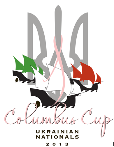 Columbus Cup
UKRAINIAN
NATIONALS
2013